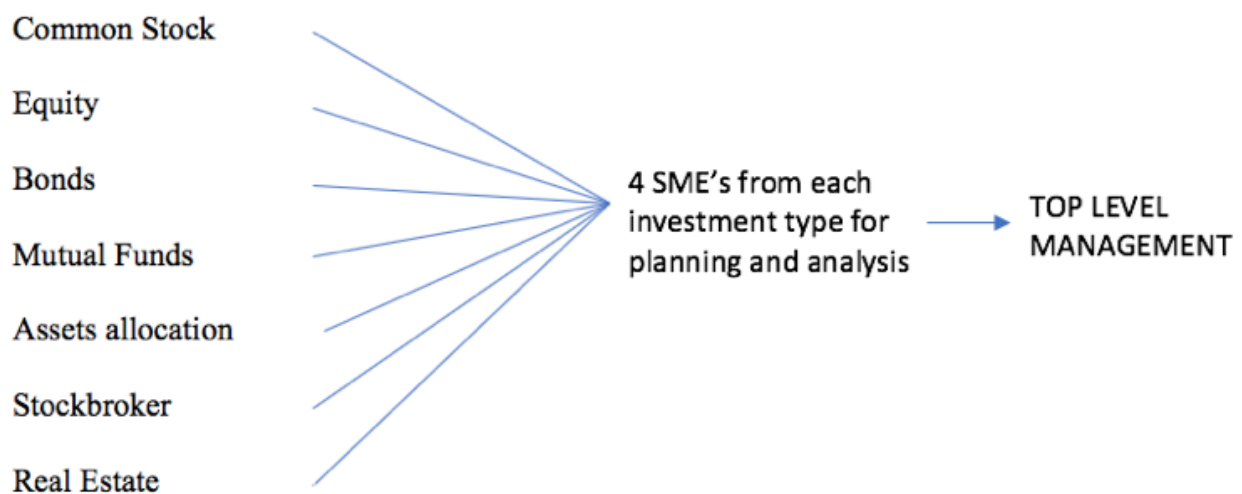 Common Stock
Equity
Bonds
Mutual Funds
Assets allocation
Stockbroker
Real Estate
4 SME's from each
investment type for
planning and analysis
TOP LEVEL
MANAGEMENT